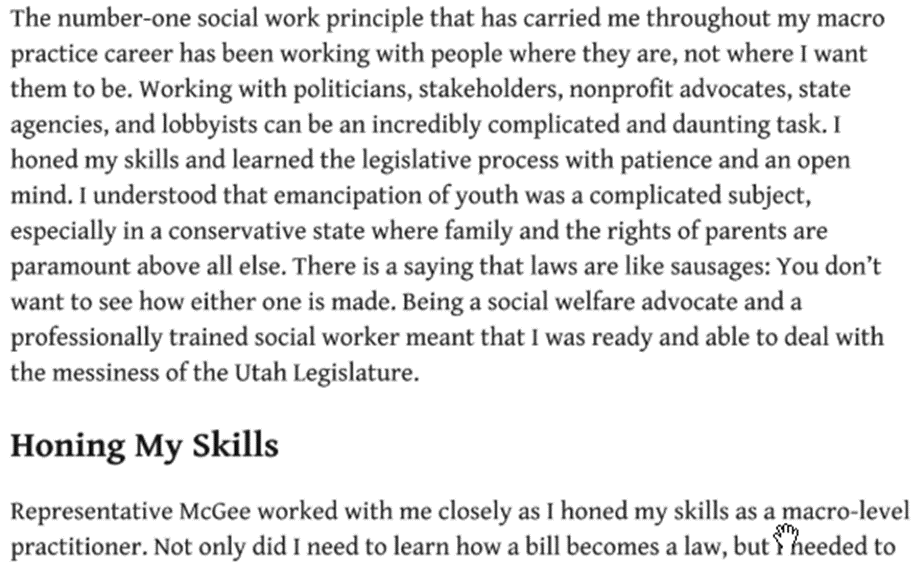 The number-one social work principle that has carried me throughout my macro
practice career has been working with people where they are, not where I want
them to be. Working with politicians, stakeholders, nonprofit advocates, state
agencies, and lobbyists can be an incredibly complicated and daunting task. I
honed my skills and learned the legislative process with patience and an open
mind. I understood that emancipation of youth was a complicated subject,
especially in a conservative state where family and the rights of parents are
paramount above all else. There is a saying that laws are like sausages: You don’t
want to see how either one is made. Being a social welfare advocate and a
professionally trained social worker meant that I was ready and able to deal with
the messiness of the Utah Legislature.
Honing My Skills
Representative McGee worked with me closely as I honed my skills as a macro-level
practitioner. Not only did I need to learn how a bill becomes a law, but I needed to